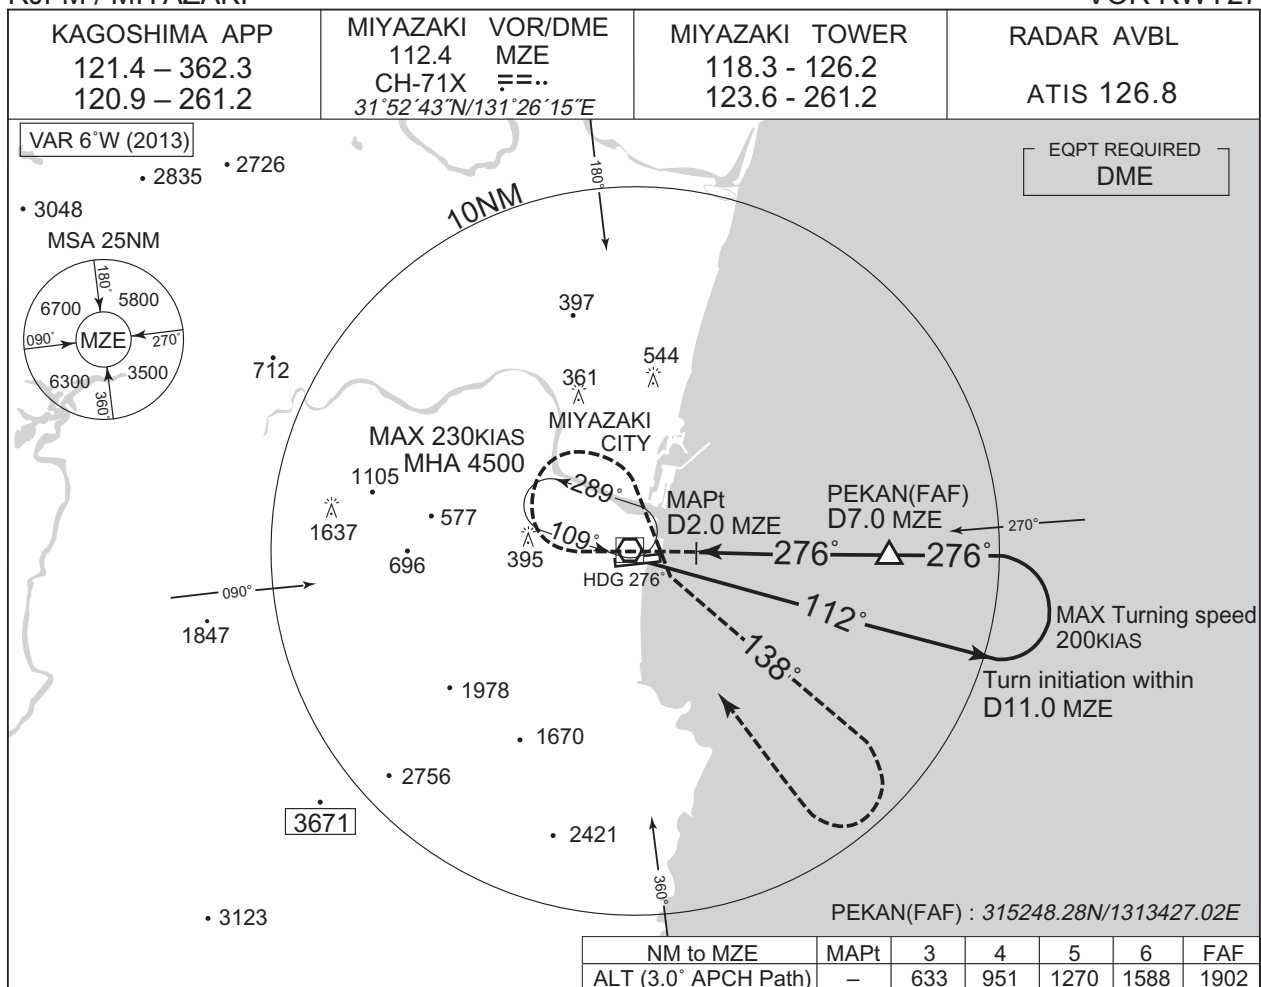 KAGOSHIMA APP
121.4 – 362.3
120.9 – 261.2
MIYAZAKI VOR/DME
112.4 MZE
CH-71X
31°52´43˝N/131°26´15˝E
MIYAZAKI TOWER
118.3 - 126.2
123.6 - 261.2
RADAR AVBL
ATIS 126.8
VAR 6°W (2013)
EQPT REQUIRED
DME
2726
2835
3048
MSA 25NM
180°
6700
5800
090°
MZE
270°
6300
3500
360°
10NM
180°
397
544
361
712
MIYAZAKI
CITY
MAX 230KIAS
MHA 4500
1105
289°
1637
577
109°
696
395
HDG 276°
MAPt
D2.0 MZE
PEKAN(FAF)
D7.0 MZE
270°
276°
276°
090°
112°
MAX Turning speed
200KIAS
1847
138°
Turn initiation within
D11.0 MZE
1978
1670
2756
3671
2421
360°
3123
PEKAN(FAF) : 315248.28N/1313427.02E
NM to MZE MAPt 3 4 5 6 FAF
ALT (3.0° APCH Path) – 633 951 1270 1588 1902